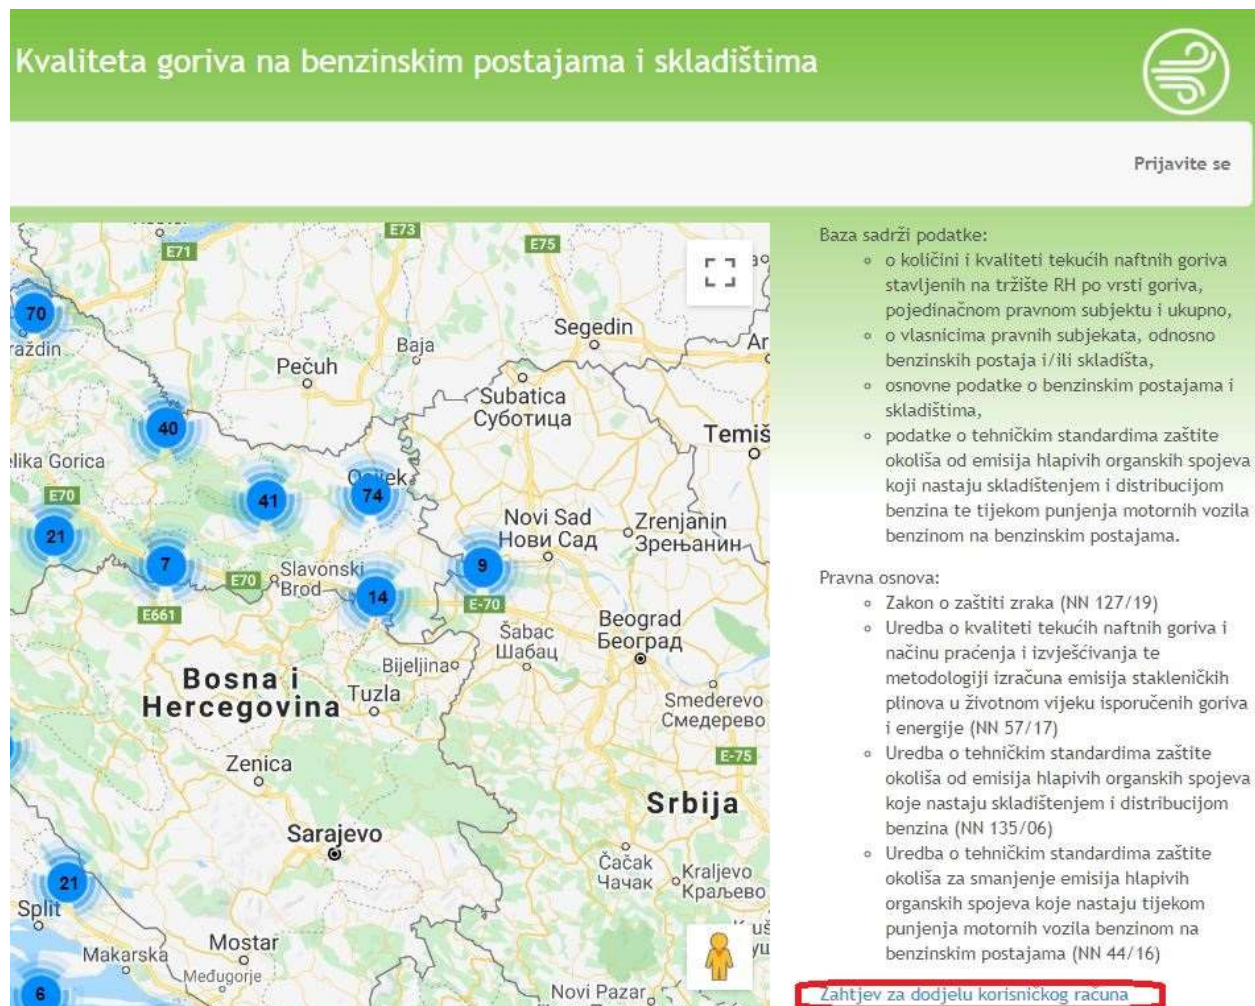 Kvaliteta goriva na benzinskim postajama i skladištima
Prijavite se
E71
E73
E75
70
Segedin
Baja
Pečuh
Subatica
Суботица
40
Temiš
elika Gorica
E70
41
74
21
Novi Sad
Нови Сад
Zrenjanin
Зрењанин
7
9
E70
Slavonski
Brod
14
E-70
E661
Beograd
Београд
Šabac
Шабац
Bijeljina
Bosna i
Hercegovina
Tuzla
Smederevo
Смедерево
E-75
Zenica
Srbija
Sarajevo
Čačak
Чачак
Kraljevo
Краљево
21
Split
Mostar
Makarska
Međugorje
Novi Pazar
6
Baza sadrži podatke:
o količini i kvaliteti tekućih naftnih goriva
stavljenih na tržište RH po vrsti goriva,
pojedinačnom pravnom subjektu i ukupno,
o vlasnicima pravnih subjekata, odnosno
benzinskih postaja i/ili skladišta,
osnovne podatke o benzinskim postajama i
skladištima,
podatke o tehničkim standardima zaštite
okoliša od emisija hlapivih organskih spojeva
koji nastaju skladištenjem i distribucijom
benzina te tijekom punjenja motornih vozila
benzinom na benzinskim postajama.
Pravna osnova:
Zakon o zaštiti zraka (NN 127/19)
Uredba o kvaliteti tekućih naftnih goriva i
načinu praćenja i izvješćivanja te
metodologiji izračuna emisija stakleničkih
plinova u životnom vijeku isporučenih goriva
i energije (NN 57/17)
Uredba o tehničkim standardima zaštite
okoliša od emisija hlapivih organskih spojeva
koje nastaju skladištenjem i distribucijom
benzina (NN 135/06)
Uredba o tehničkim standardima zaštite
okoliša za smanjenje emisija hlapivih
organskih spojeva koje nastaju tijekom
punjenja motornih vozila benzinom na
benzinskim postajama (NN 44/16)
Zahtjev za dodjelu korisničkog računa